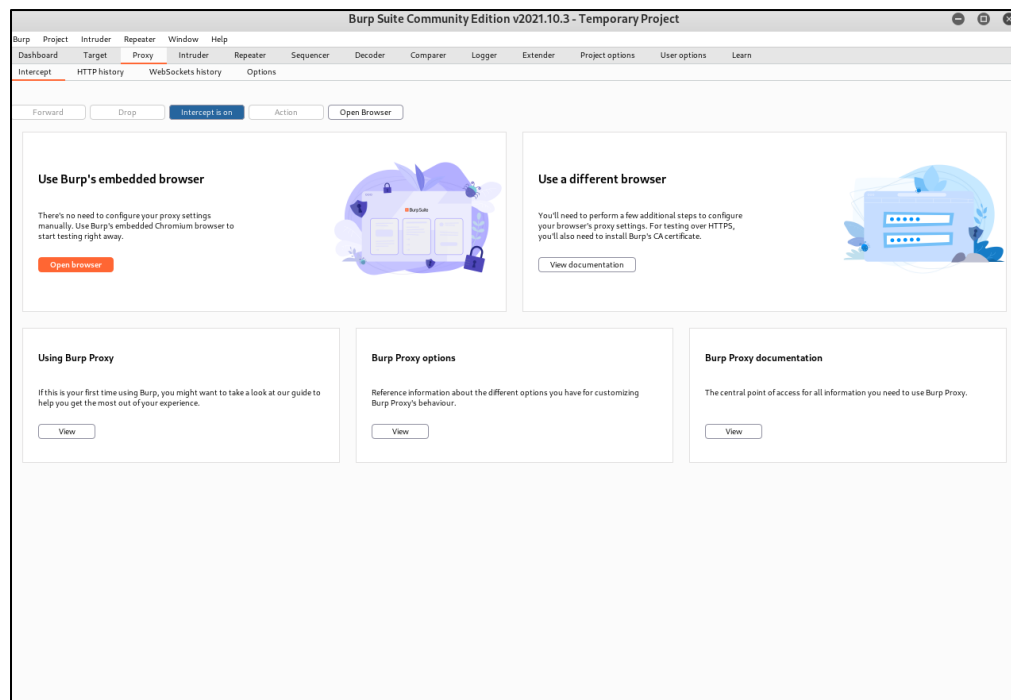 Burp Suite Community Edition v2021.10.3 - Temporary Project
Burp Project Intruder Repeater Window Help
Dashboard Target Proxy Intruder Repeater Sequencer Decoder Comparer Logger Extender Project options User options Learn
Intercept HTTP history WebSockets history Options
Forward Drop Intercept is on Action Open Browser
Use Burp's embedded browser
There's no need to configure your proxy settings
manually. Use Burp's embedded Chromium browser to
start testing right away.
Open browser
BurpSuite
Use a different browser
You'll need to perform a few additional steps to configure
your browser's proxy settings. For testing over HTTPS,
you'll also need to install Burp's CA certificate.
View documentation
Using Burp Proxy
If this is your first time using Burp, you might want to take a look at our guide to
help you get the most out of your experience.
View
Burp Proxy options
Reference information about the different options you have for customizing
Burp Proxy's behaviour.
View
Burp Proxy documentation
The central point of access for all information you need to use Burp Proxy.
View